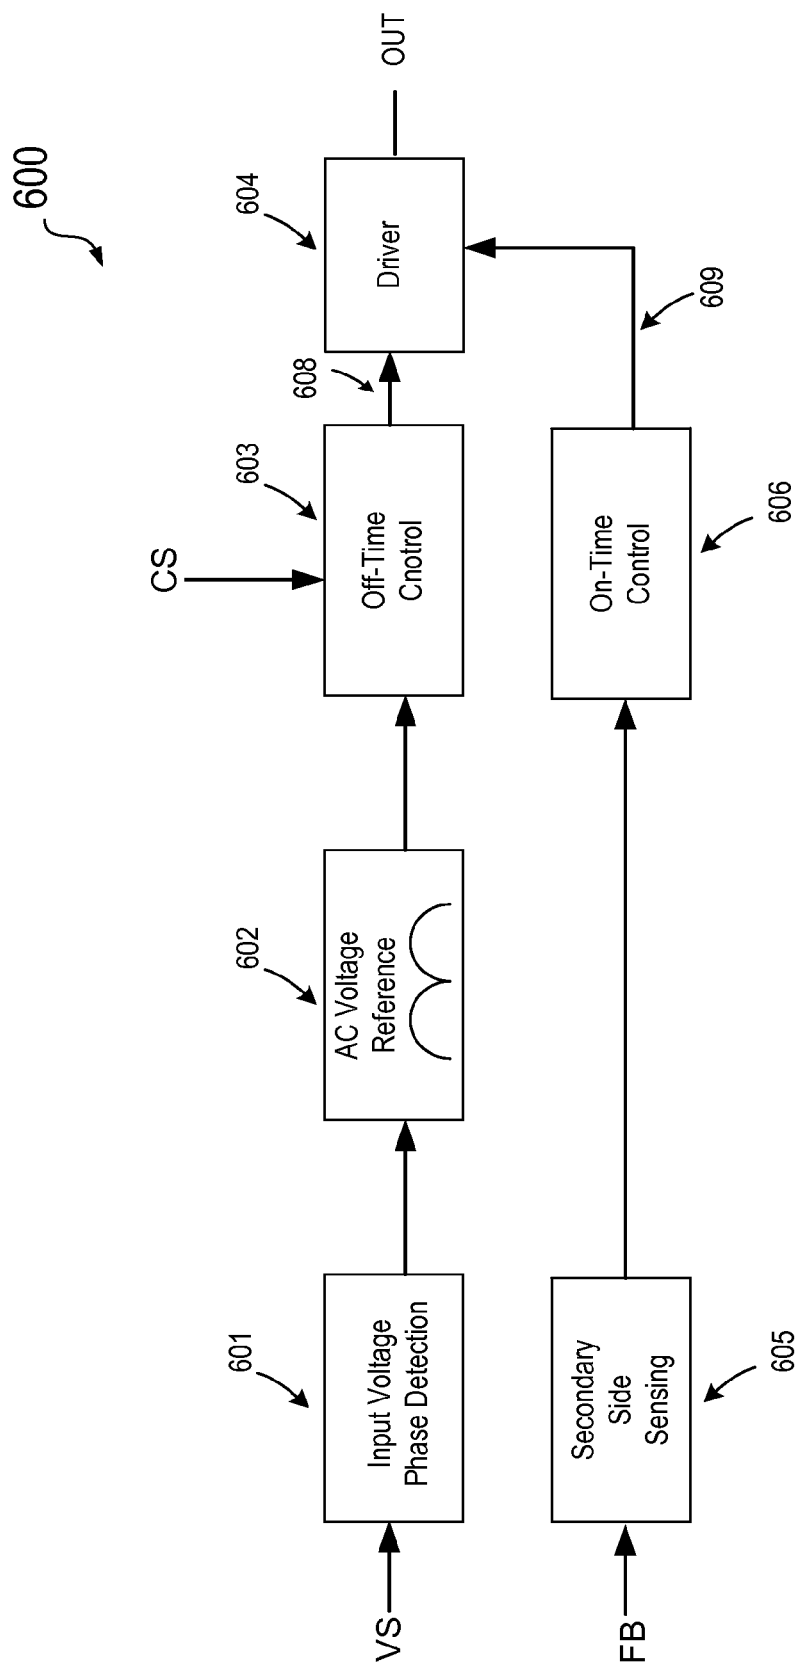 600
604
OUT
Driver
608
609
603
CS
Off-Time
Cnotrol
606
On-Time
Control
602
AC Voltage
Reference
601
Input Voltage
Phase Detection
605
Secondary
Side
Sensing
VS
FB